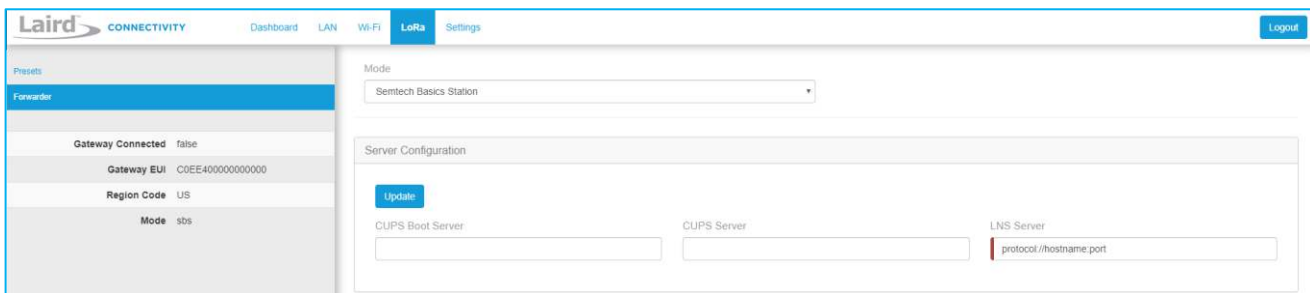 Laird CONNECTIVITY Dashboard LAN Wi-Fi LoRa Settings Logout
Presets
Forwarder
Gateway Connected false
Gateway EUI C0EE400000000000
Region Code US
Mode sbs
Mode
Semtech Basics Station
Server Configuration
Update
CUPS Boot Server CUPS Server LNS Server
protocol://hostname:port